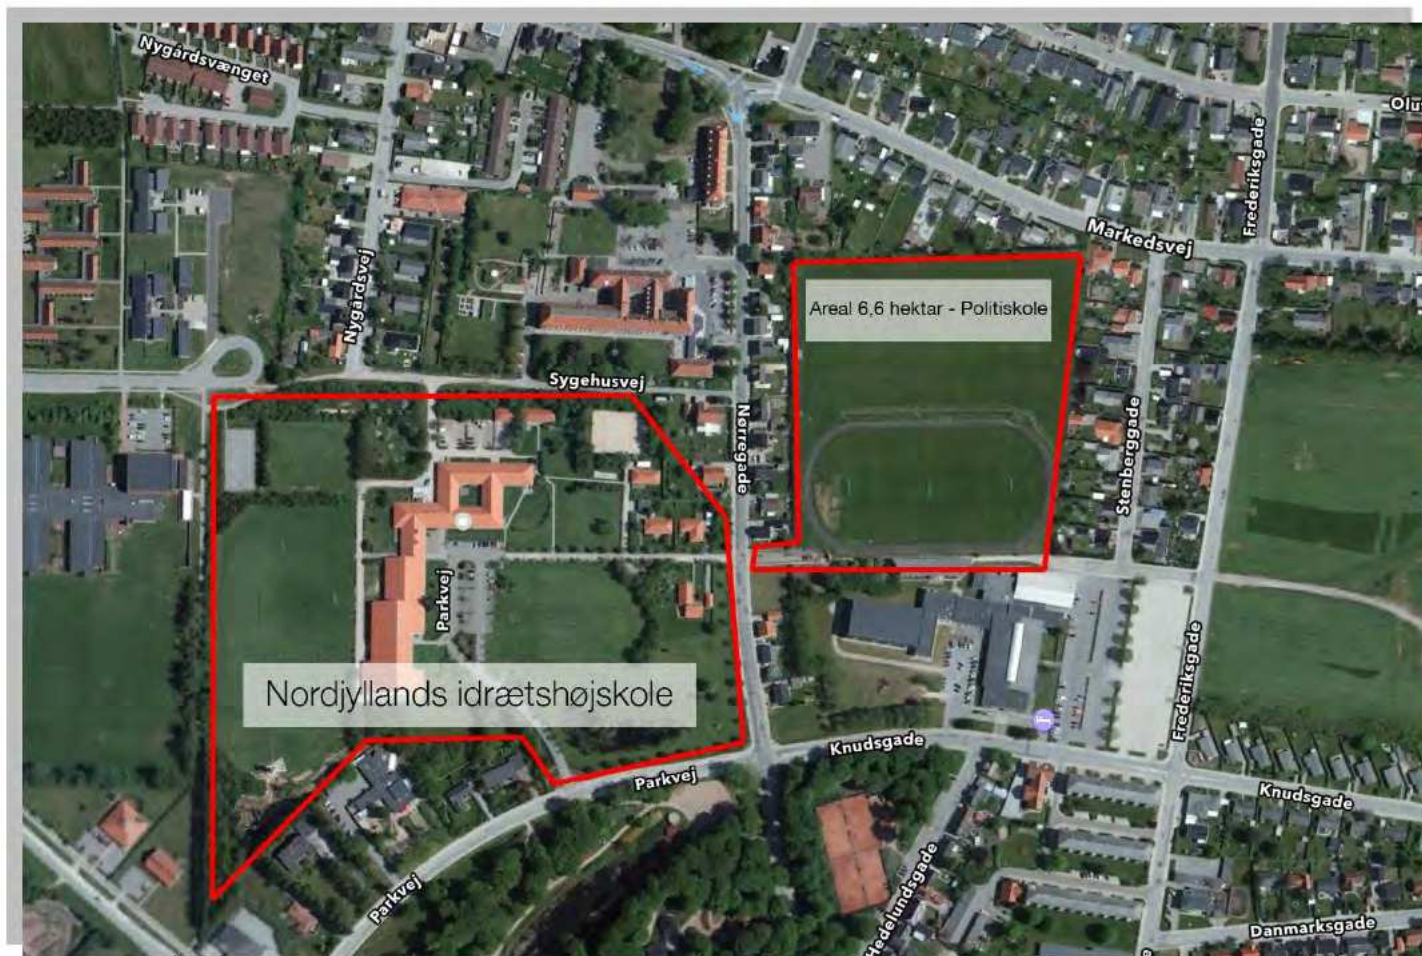 Nygårdsvænget
Frederiksgade
Markedsvej
Nygårdsvej
Areal 6,6 hektar - Politiskole
Sygehusvej
Nørregade
Stenberggade
Parkvej
Nordjyllands idrætshøjskole
Frederiksgade
Knudsgade
Parkvej
Knudsgade
Parkvej
Hedelundsgade
Danmarksgade